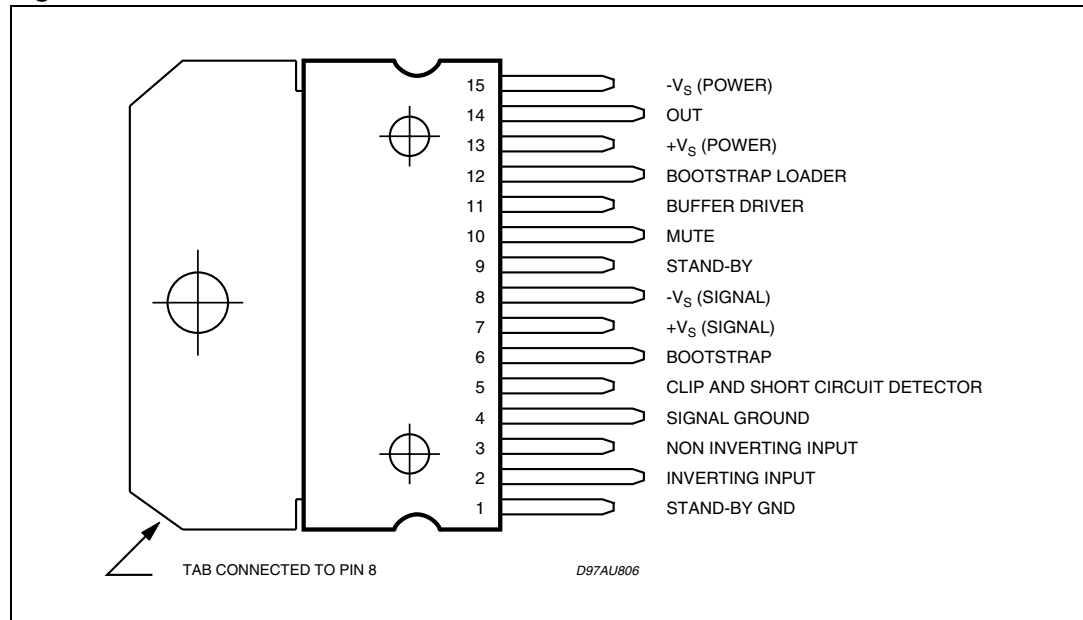 15 -VS (POWER)
14 OUT
13 +VS (POWER)
12 BOOTSTRAP LOADER
11 BUFFER DRIVER
10 MUTE
9 STAND-BY
8 -VS (SIGNAL)
7 +VS (SIGNAL)
6 BOOTSTRAP
5 CLIP AND SHORT CIRCUIT DETECTOR
4 SIGNAL GROUND
3 NON INVERTING INPUT
2 INVERTING INPUT
1 STAND-BY GND
TAB CONNECTED TO PIN 8
D97AU806